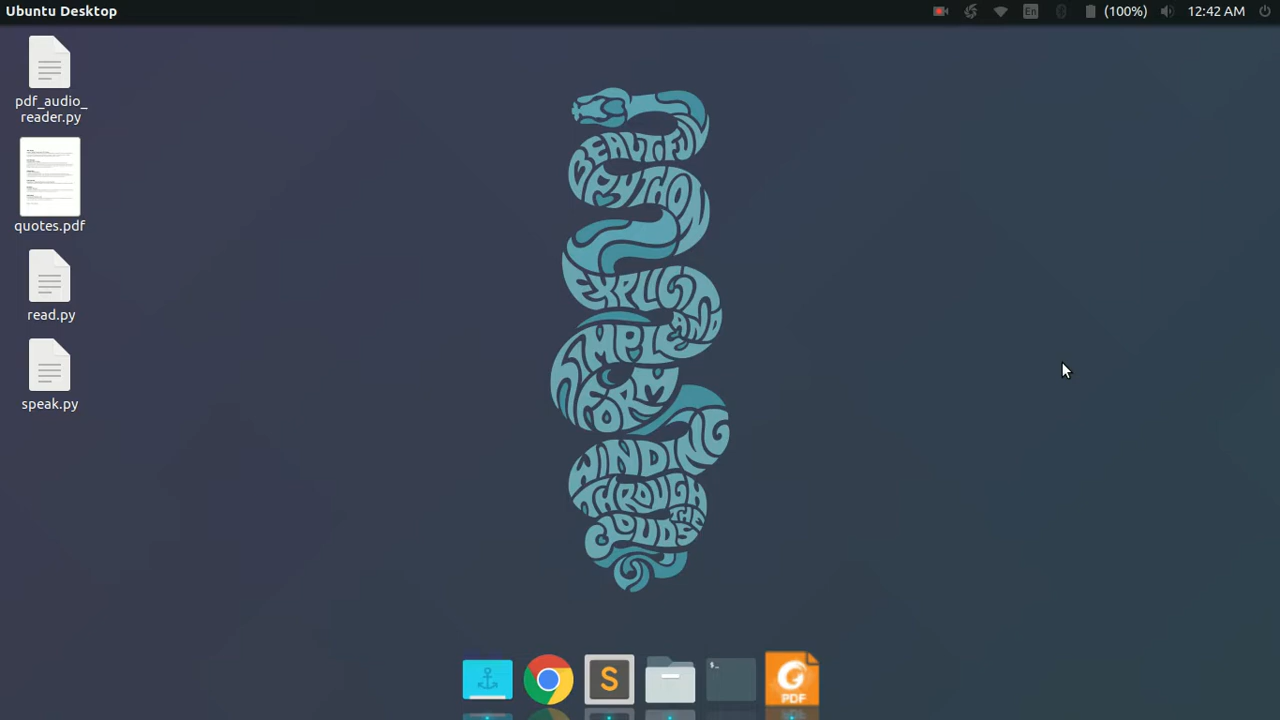 Ubuntu Desktop
En
(100%)
12:42 AM
pdf_audio_
reader.py
quotes.pdf
read.py
speak.py
BEAUTIFUL
PYTHON
EXPLICIT
AND
SIMPLE
FORM
WINDING
THROUGH
THE
CLOUDS
S
$_
PDF